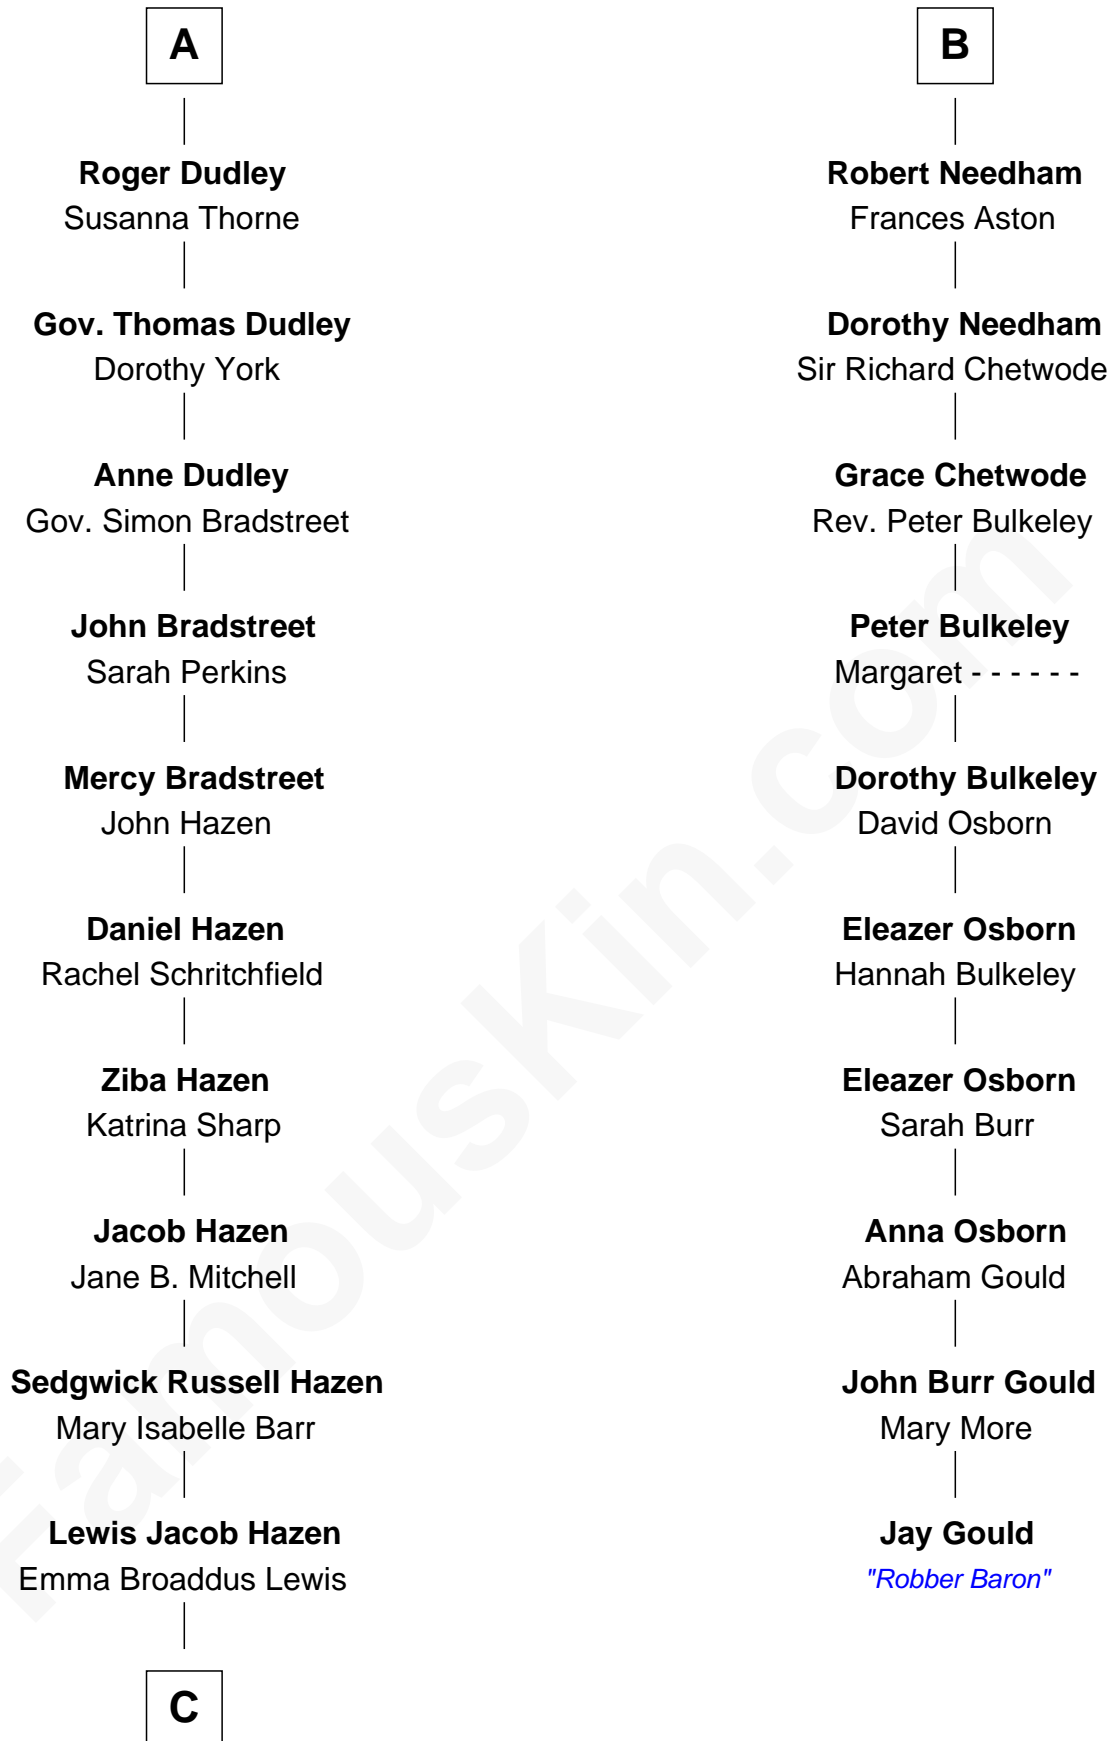 A
Roger Dudley
Susanna Thorne
Gov. Thomas Dudley
Dorothy York
Anne Dudley
Gov. Simon Bradstreet
John Bradstreet
Sarah Perkins
Mercy Bradstreet
John Hazen
Daniel Hazen
Rachel Schritchfield
Ziba Hazen
Katrina Sharp
Jacob Hazen
Jane B. Mitchell
Sedgwick Russell Hazen
Mary Isabelle Barr
Lewis Jacob Hazen
Emma Broaddus Lewis
C
B
Robert Needham
Frances Aston
Dorothy Needham
Sir Richard Chetwode
Grace Chetwode
Rev. Peter Bulkeley
Peter Bulkeley
Margaret - - - - - -
Dorothy Bulkeley
David Osborn
Eleazer Osborn
Hannah Bulkeley
Eleazer Osborn
Sarah Burr
Anna Osborn
Abraham Gould
John Burr Gould
Mary More
Jay Gould
"Robber Baron"
FamousKin.com